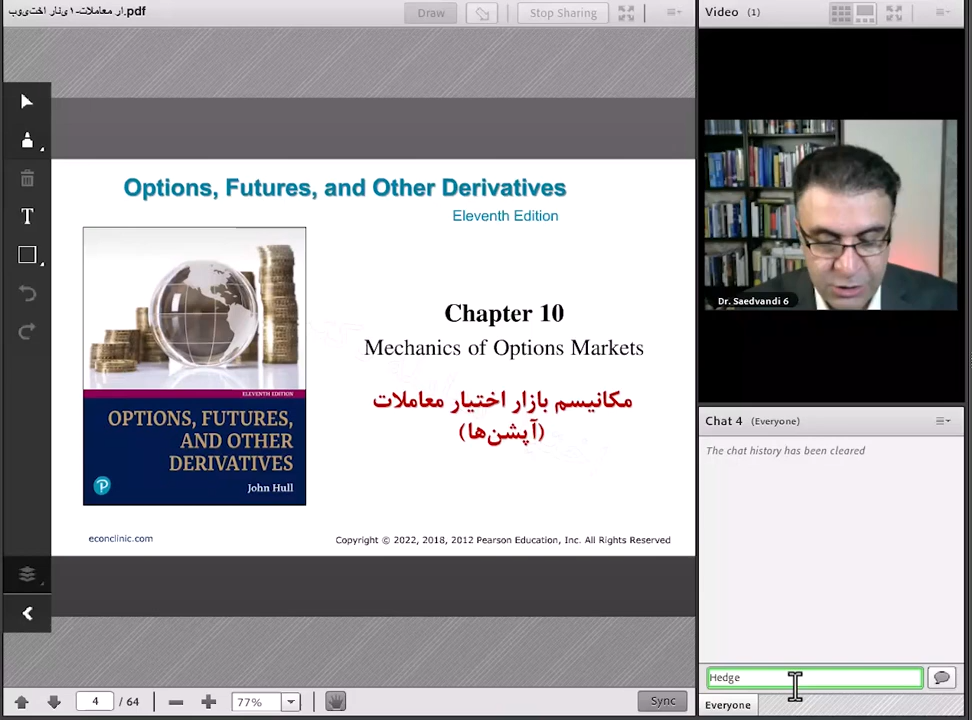 ار معاملات-۱ینار اختیوب.pdf
Draw
Stop Sharing
Options, Futures, and Other Derivatives
Eleventh Edition
ELEVENTH EDITION
OPTIONS, FUTURES,
AND OTHER
DERIVATIVES
P
John Hull
Chapter 10
Mechanics of Options Markets
مکانیسم بازار اختیار معاملات
(آپشن‌ها)
econclinic.com
Copyright © 2022, 2018, 2012 Pearson Education, Inc. All Rights Reserved
4 / 64
77%
Sync
Video (1)
Dr. Saedvandi 6
Chat 4 (Everyone)
The chat history has been cleared
Hedge
Everyone